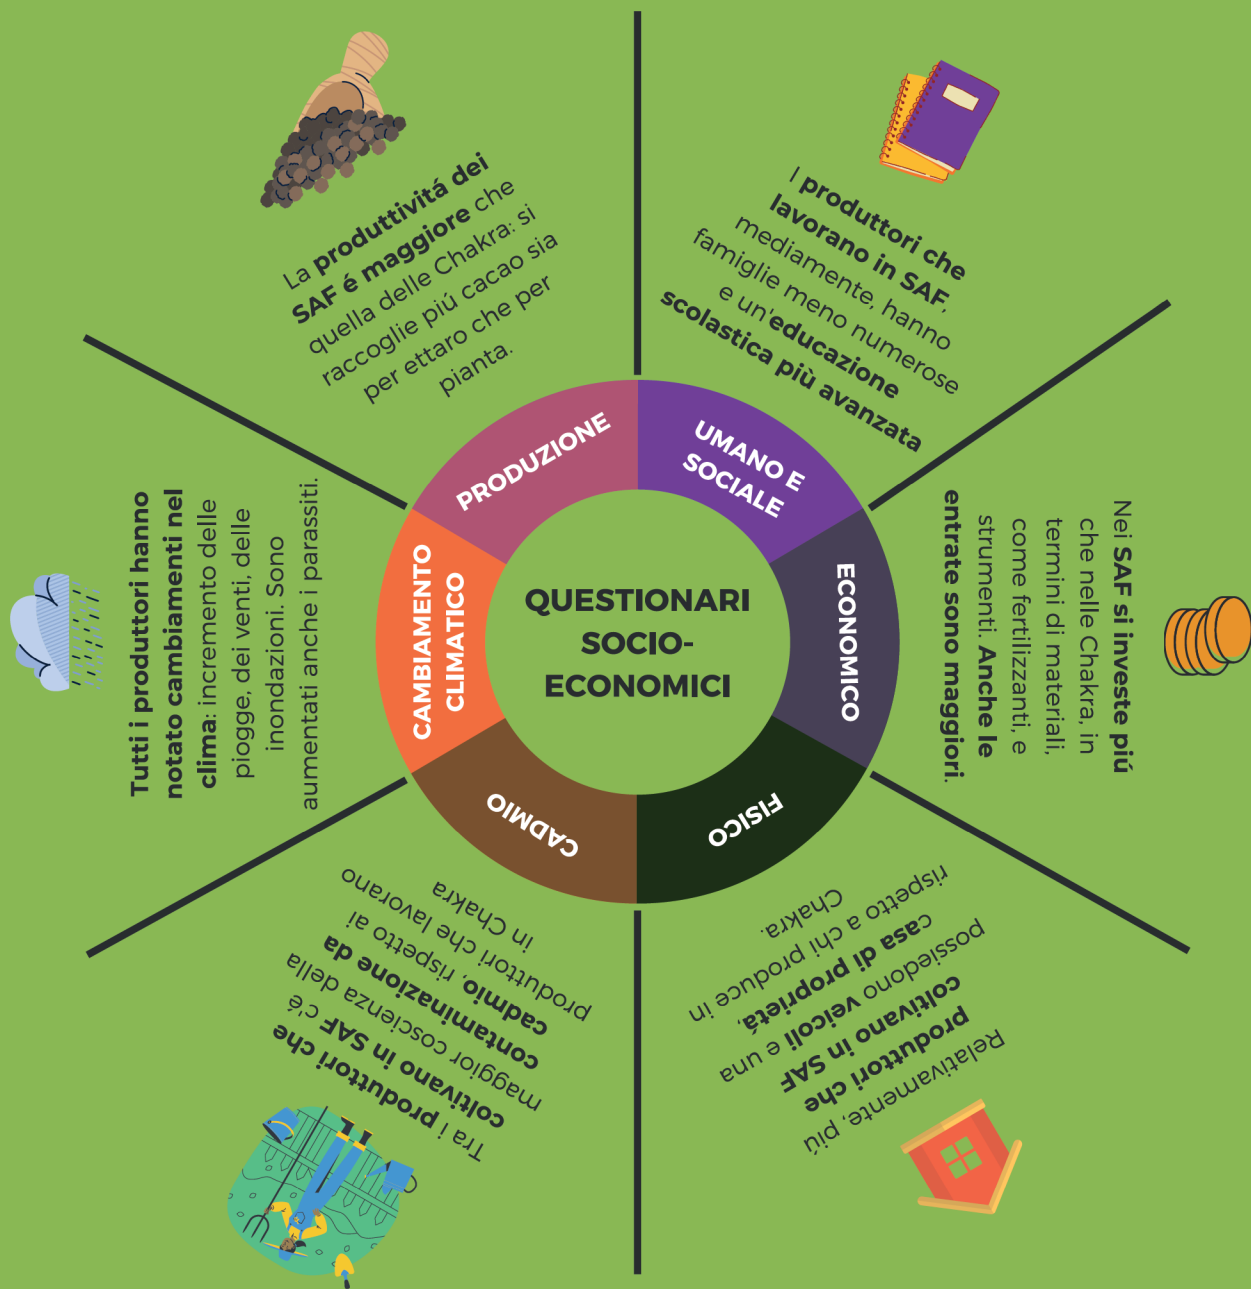 QUESTIONARI
SOCIO-
ECONOMICI
PRODUZIONE
La produttivitá dei
SAF é maggiore che
quella delle Chakra: si
raccoglie piú cacao sia
per ettaro che per
pianta.
UMANO E
SOCIALE
I produttori che
lavorano in SAF,
mediamente, hanno
famiglie meno numerose
e un'educazione
scolastica più avanzata
ECONOMICO
Nei SAF si investe piú
che nelle Chakra, in
termini di materiali,
come fertilizzanti, e
strumenti. Anche le
entrate sono maggiori.
FISICO
Relativamente, piú
produttori che
coltivano in SAF
possiedono veicoli e una
casa di proprietá,
rispetto a chi produce in
Chakra.
CADMIO
Tra i produttori che
coltivano in SAF c'é
maggior coscienza della
contaminazione da
cadmio, rispetto ai
produttori che lavorano
in Chakra
CAMBIAMENTO
CLIMATICO
Tutti i produttori hanno
notato cambiamenti nel
clima: incremento delle
piogge, dei venti, delle
inondazioni. Sono
aumentati anche i parassiti.